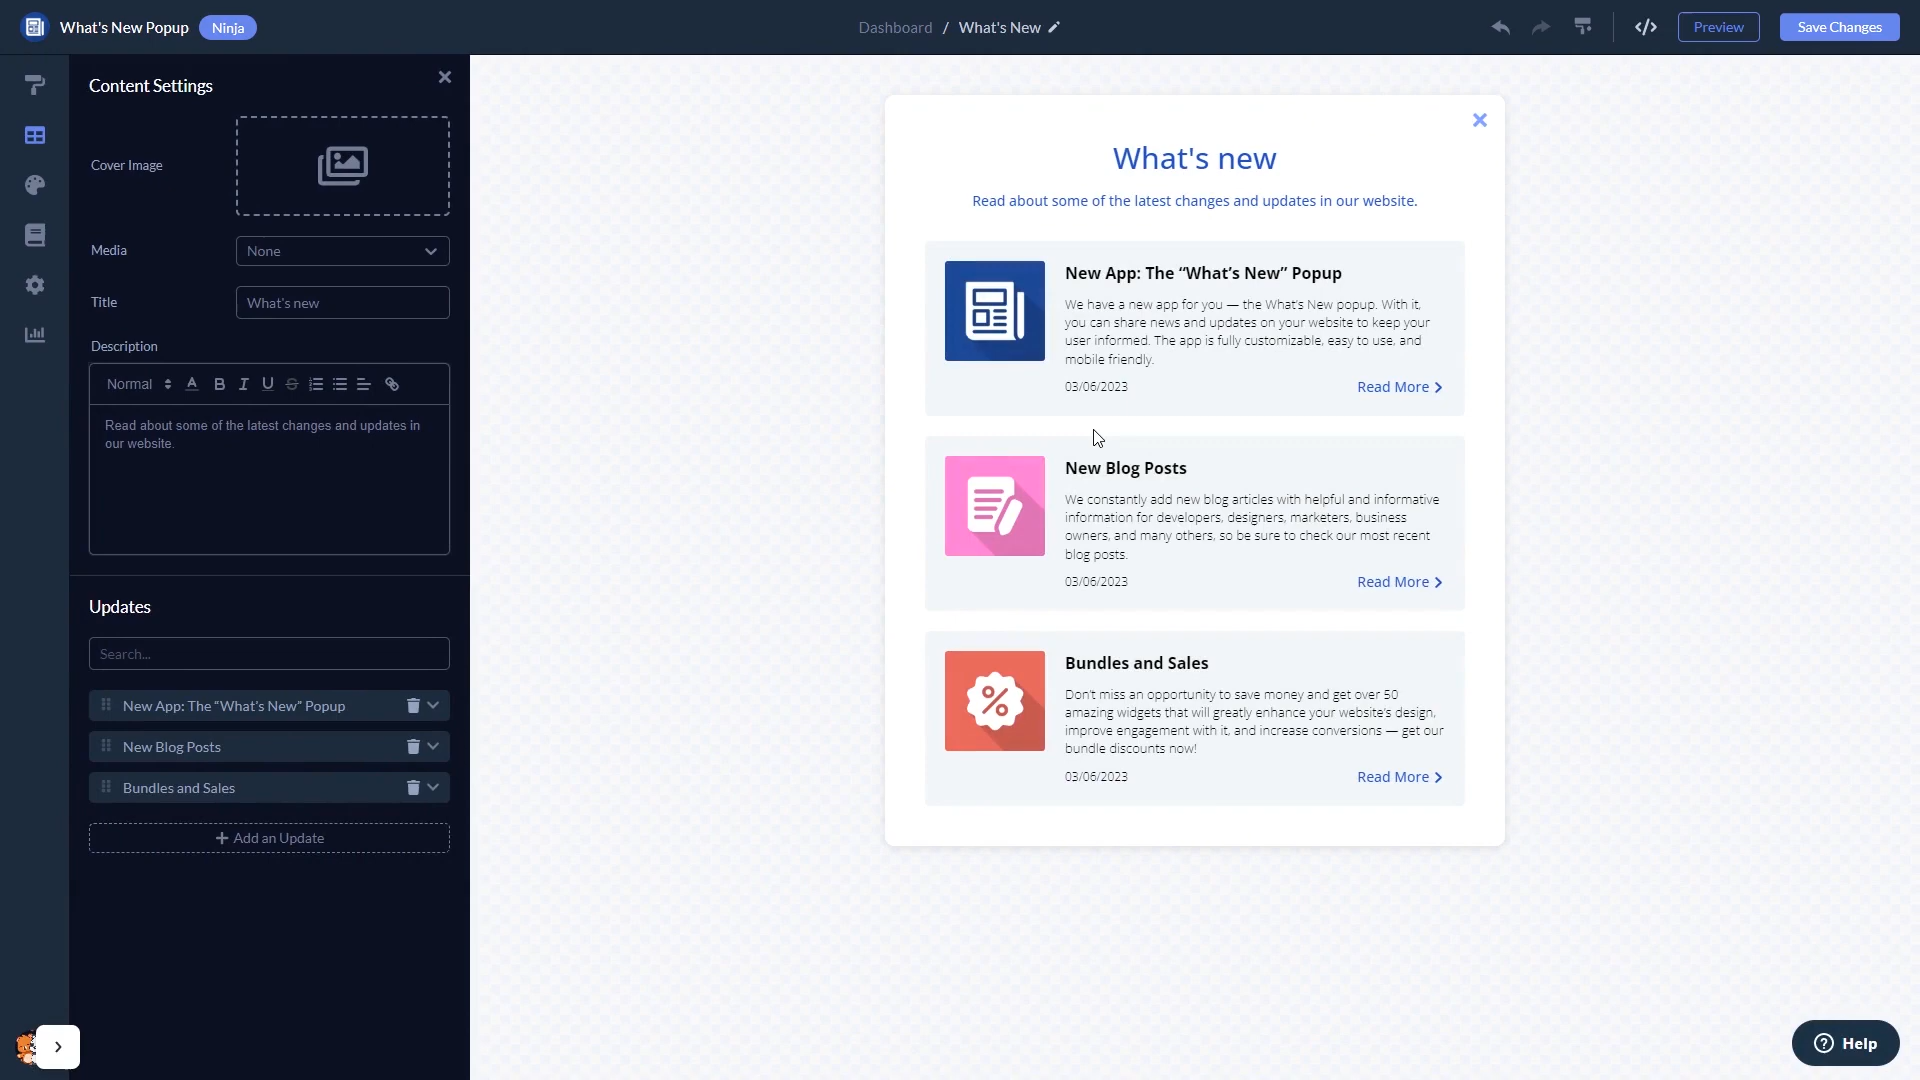 What's New Popup
Ninja
Dashboard / What's New
</>
Preview
Save Changes
Content Settings
Cover Image
Media
None
Title
What's new
Description
Normal
A B I U S
Read about some of the latest changes and updates in
our website.
Updates
Search...
New App: The “What's New” Popup
New Blog Posts
Bundles and Sales
+ Add an Update
What's new
Read about some of the latest changes and updates in our website.
New App: The “What’s New” Popup
We have a new app for you — the What's New popup. With it,
you can share news and updates on your website to keep your
user informed. The app is fully customizable, easy to use, and
mobile friendly.
03/06/2023
Read More
New Blog Posts
We constantly add new blog articles with helpful and informative
information for developers, designers, marketers, business
owners, and many others, so be sure to check our most recent
blog posts.
03/06/2023
Read More
Bundles and Sales
Don't miss an opportunity to save money and get over 50
amazing widgets that will greatly enhance your website's design,
improve engagement with it, and increase conversions — get our
bundle discounts now!
03/06/2023
Read More
Help